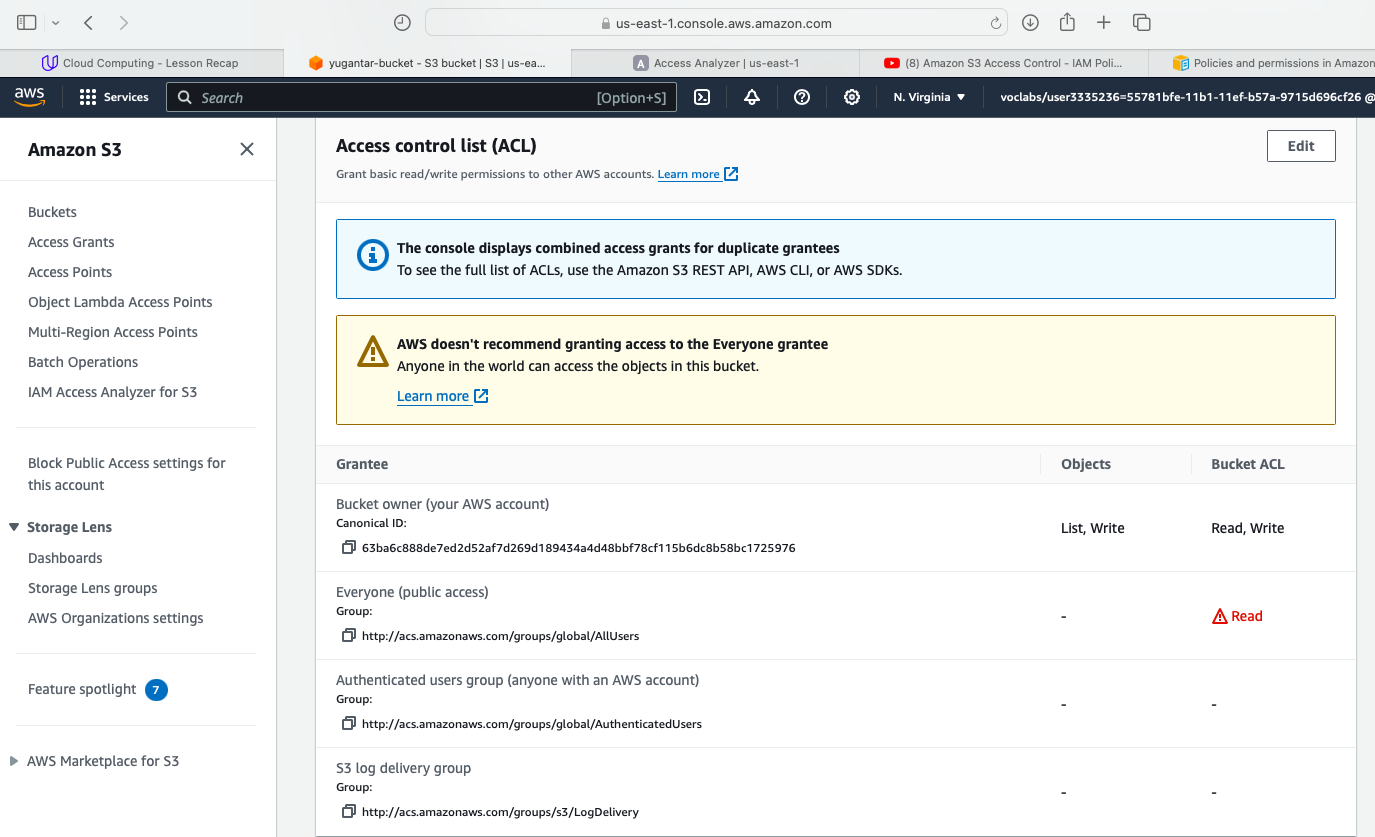 us-east-1.console.aws.amazon.com
Cloud Computing - Lesson Recap
yugantar-bucket - S3 bucket | S3 | us-ea...
A Access Analyzer | us-east-1
(8) Amazon S3 Access Control - IAM Poli...
Policies and permissions in Amazon
aws
Services
Search
[Option+S]
N. Virginia
voclabs/user3335236=55781bfe-11b1-11ef-b57a-9715d696cf26 @
Amazon S3
Buckets
Access Grants
Access Points
Object Lambda Access Points
Multi-Region Access Points
Batch Operations
IAM Access Analyzer for S3
Block Public Access settings for
this account
Storage Lens
Dashboards
Storage Lens groups
AWS Organizations settings
Feature spotlight 7
AWS Marketplace for S3
Access control list (ACL)
Edit
Grant basic read/write permissions to other AWS accounts. Learn more
The console displays combined access grants for duplicate grantees
To see the full list of ACLs, use the Amazon S3 REST API, AWS CLI, or AWS SDKs.
AWS doesn't recommend granting access to the Everyone grantee
Anyone in the world can access the objects in this bucket.
Learn more
Grantee Objects Bucket ACL
Bucket owner (your AWS account)
Canonical ID:
63ba6c888de7ed2d52af7d269d189434a4d48bbf78cf115b6dc8b58bc1725976
List, Write Read, Write
Everyone (public access)
Group:
http://acs.amazonaws.com/groups/global/AllUsers
- Read
Authenticated users group (anyone with an AWS account)
Group:
http://acs.amazonaws.com/groups/global/AuthenticatedUsers
- -
S3 log delivery group
Group:
http://acs.amazonaws.com/groups/s3/LogDelivery
- -